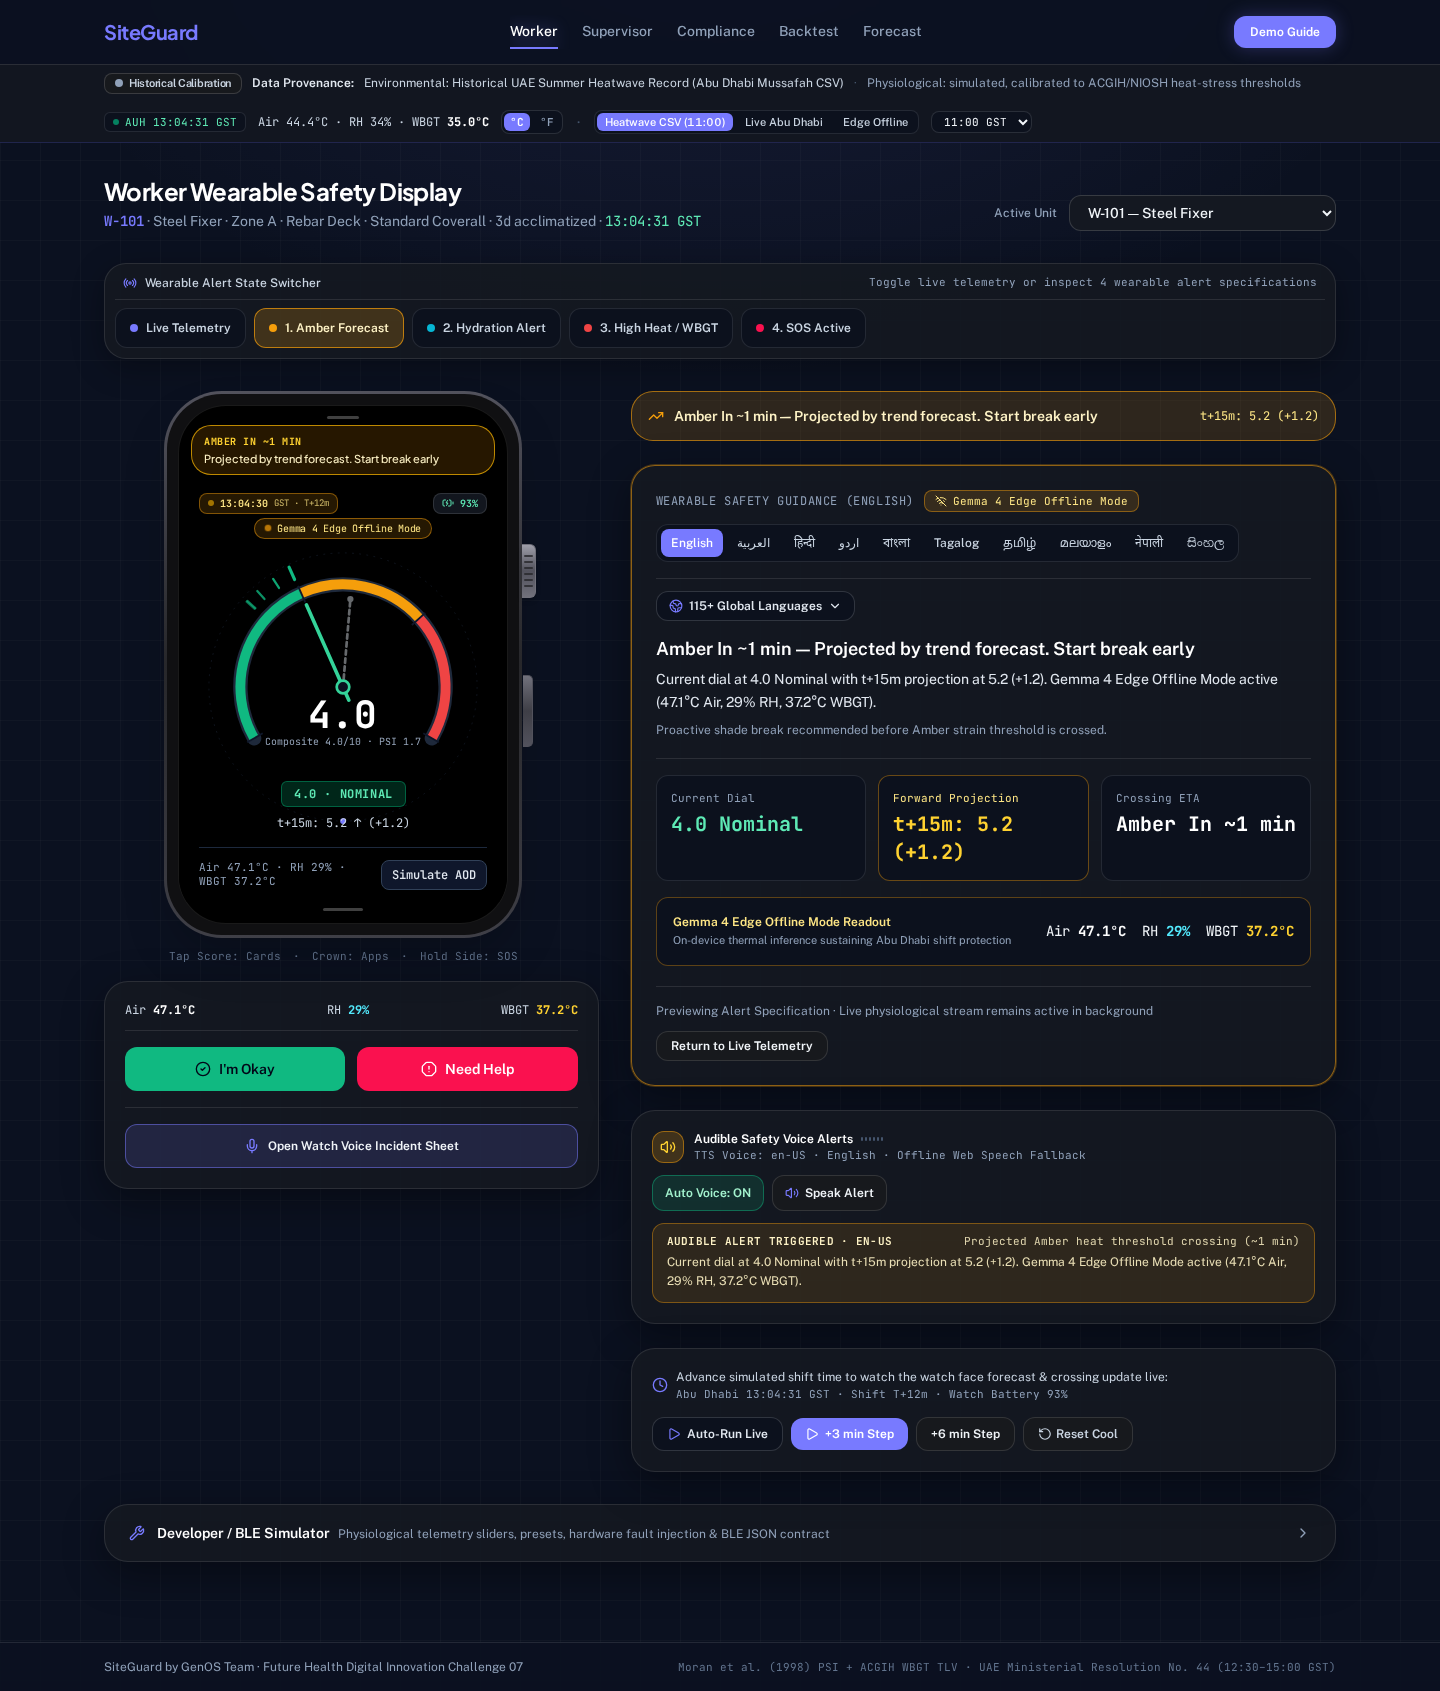 SiteGuard
Worker Supervisor Compliance Backtest Forecast
Demo Guide
Historical Calibration Data Provenance: Environmental: Historical UAE Summer Heatwave Record (Abu Dhabi Mussafah CSV) · Physiological: simulated, calibrated to ACGIH/NIOSH heat-stress thresholds
AUH 13:04:31 GST Air 44.4°C · RH 34% · WBGT 35.0°C °C °F · Heatwave CSV (11:00) Live Abu Dhabi Edge Offline 11:00 GST
Worker Wearable Safety Display
W-101 · Steel Fixer · Zone A · Rebar Deck · Standard Coverall · 3d acclimatized · 13:04:31 GST
Active Unit W-101 — Steel Fixer
Wearable Alert State Switcher Toggle live telemetry or inspect 4 wearable alert specifications
Live Telemetry 1. Amber Forecast 2. Hydration Alert 3. High Heat / WBGT 4. SOS Active
AMBER IN ~1 MIN
Projected by trend forecast. Start break early
13:04:30 GST · T+12m 93%
Gemma 4 Edge Offline Mode
4.0
Composite 4.0/10 · PSI 1.7
4.0 · NOMINAL
t+15m: 5.2 ↑ (+1.2)
Air 47.1°C · RH 29% ·
WBGT 37.2°C
Simulate AOD
Tap Score: Cards · Crown: Apps · Hold Side: SOS
Air 47.1°C RH 29% WBGT 37.2°C
I'm Okay Need Help
Open Watch Voice Incident Sheet
Amber In ~1 min — Projected by trend forecast. Start break early t+15m: 5.2 (+1.2)
WEARABLE SAFETY GUIDANCE (ENGLISH) Gemma 4 Edge Offline Mode
English العربية हिन्दी اردو বাংলা Tagalog தமிழ் മലയാളം नेपाली සිංහල
115+ Global Languages
Amber In ~1 min — Projected by trend forecast. Start break early
Current dial at 4.0 Nominal with t+15m projection at 5.2 (+1.2). Gemma 4 Edge Offline Mode active
(47.1°C Air, 29% RH, 37.2°C WBGT).
Proactive shade break recommended before Amber strain threshold is crossed.
Current Dial
4.0 Nominal
Forward Projection
t+15m: 5.2
(+1.2)
Crossing ETA
Amber In ~1 min
Gemma 4 Edge Offline Mode Readout
On-device thermal inference sustaining Abu Dhabi shift protection
Air 47.1°C RH 29% WBGT 37.2°C
Previewing Alert Specification · Live physiological stream remains active in background
Return to Live Telemetry
Audible Safety Voice Alerts
TTS Voice: en-US · English · Offline Web Speech Fallback
Auto Voice: ON Speak Alert
AUDIBLE ALERT TRIGGERED · EN-US Projected Amber heat threshold crossing (~1 min)
Current dial at 4.0 Nominal with t+15m projection at 5.2 (+1.2). Gemma 4 Edge Offline Mode active (47.1°C Air,
29% RH, 37.2°C WBGT).
Advance simulated shift time to watch the watch face forecast & crossing update live:
Abu Dhabi 13:04:31 GST · Shift T+12m · Watch Battery 93%
Auto-Run Live +3 min Step +6 min Step Reset Cool
Developer / BLE Simulator Physiological telemetry sliders, presets, hardware fault injection & BLE JSON contract
SiteGuard by GenOS Team · Future Health Digital Innovation Challenge 07
Moran et al. (1998) PSI + ACGIH WBGT TLV · UAE Ministerial Resolution No. 44 (12:30–15:00 GST)